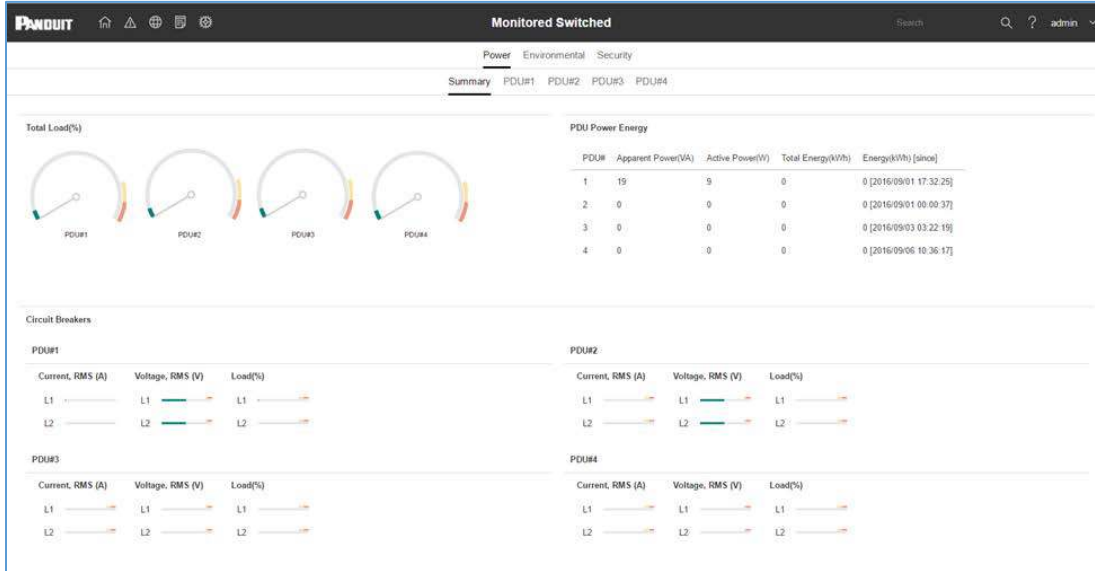 PANDUIT
Monitored Switched
Search
? admin
Power Environmental Security
Summary PDU#1 PDU#2 PDU#3 PDU#4
Total Load(%)
PDU#1 PDU#2 PDU#3 PDU#4
PDU Power Energy
PDU# Apparent Power(VA) Active Power(W) Total Energy(kWh) Energy(kWh) [since]
1 19 9 0 0 [2016/09/01 17:32:25]
2 0 0 0 0 [2016/09/01 00:00:37]
3 0 0 0 0 [2016/09/03 03:22:19]
4 0 0 0 0 [2016/09/06 10:36:17]
Circuit Breakers
PDU#1
Current, RMS (A) Voltage, RMS (V) Load(%)
L1 L1 L1
L2 L2 L2
PDU#2
Current, RMS (A) Voltage, RMS (V) Load(%)
L1 L1 L1
L2 L2 L2
PDU#3
Current, RMS (A) Voltage, RMS (V) Load(%)
L1 L1 L1
L2 L2 L2
PDU#4
Current, RMS (A) Voltage, RMS (V) Load(%)
L1 L1 L1
L2 L2 L2